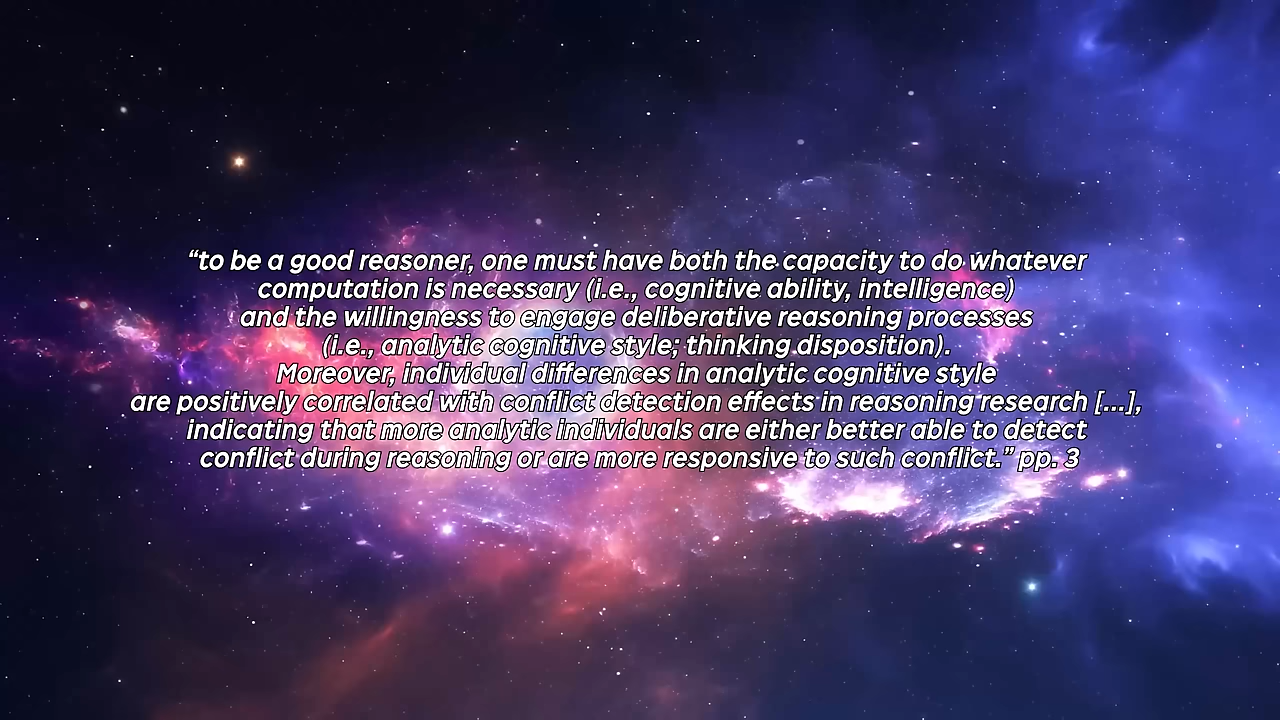 “to be a good reasoner, one must have both the capacity to do whatever
computation is necessary (i.e., cognitive ability, intelligence)
and the willingness to engage deliberative reasoning processes
(i.e., analytic cognitive style; thinking disposition).
Moreover, individual differences in analytic cognitive style
are positively correlated with conflict detection effects in reasoning research [...],
indicating that more analytic individuals are either better able to detect
conflict during reasoning or are more responsive to such conflict.” pp. 3